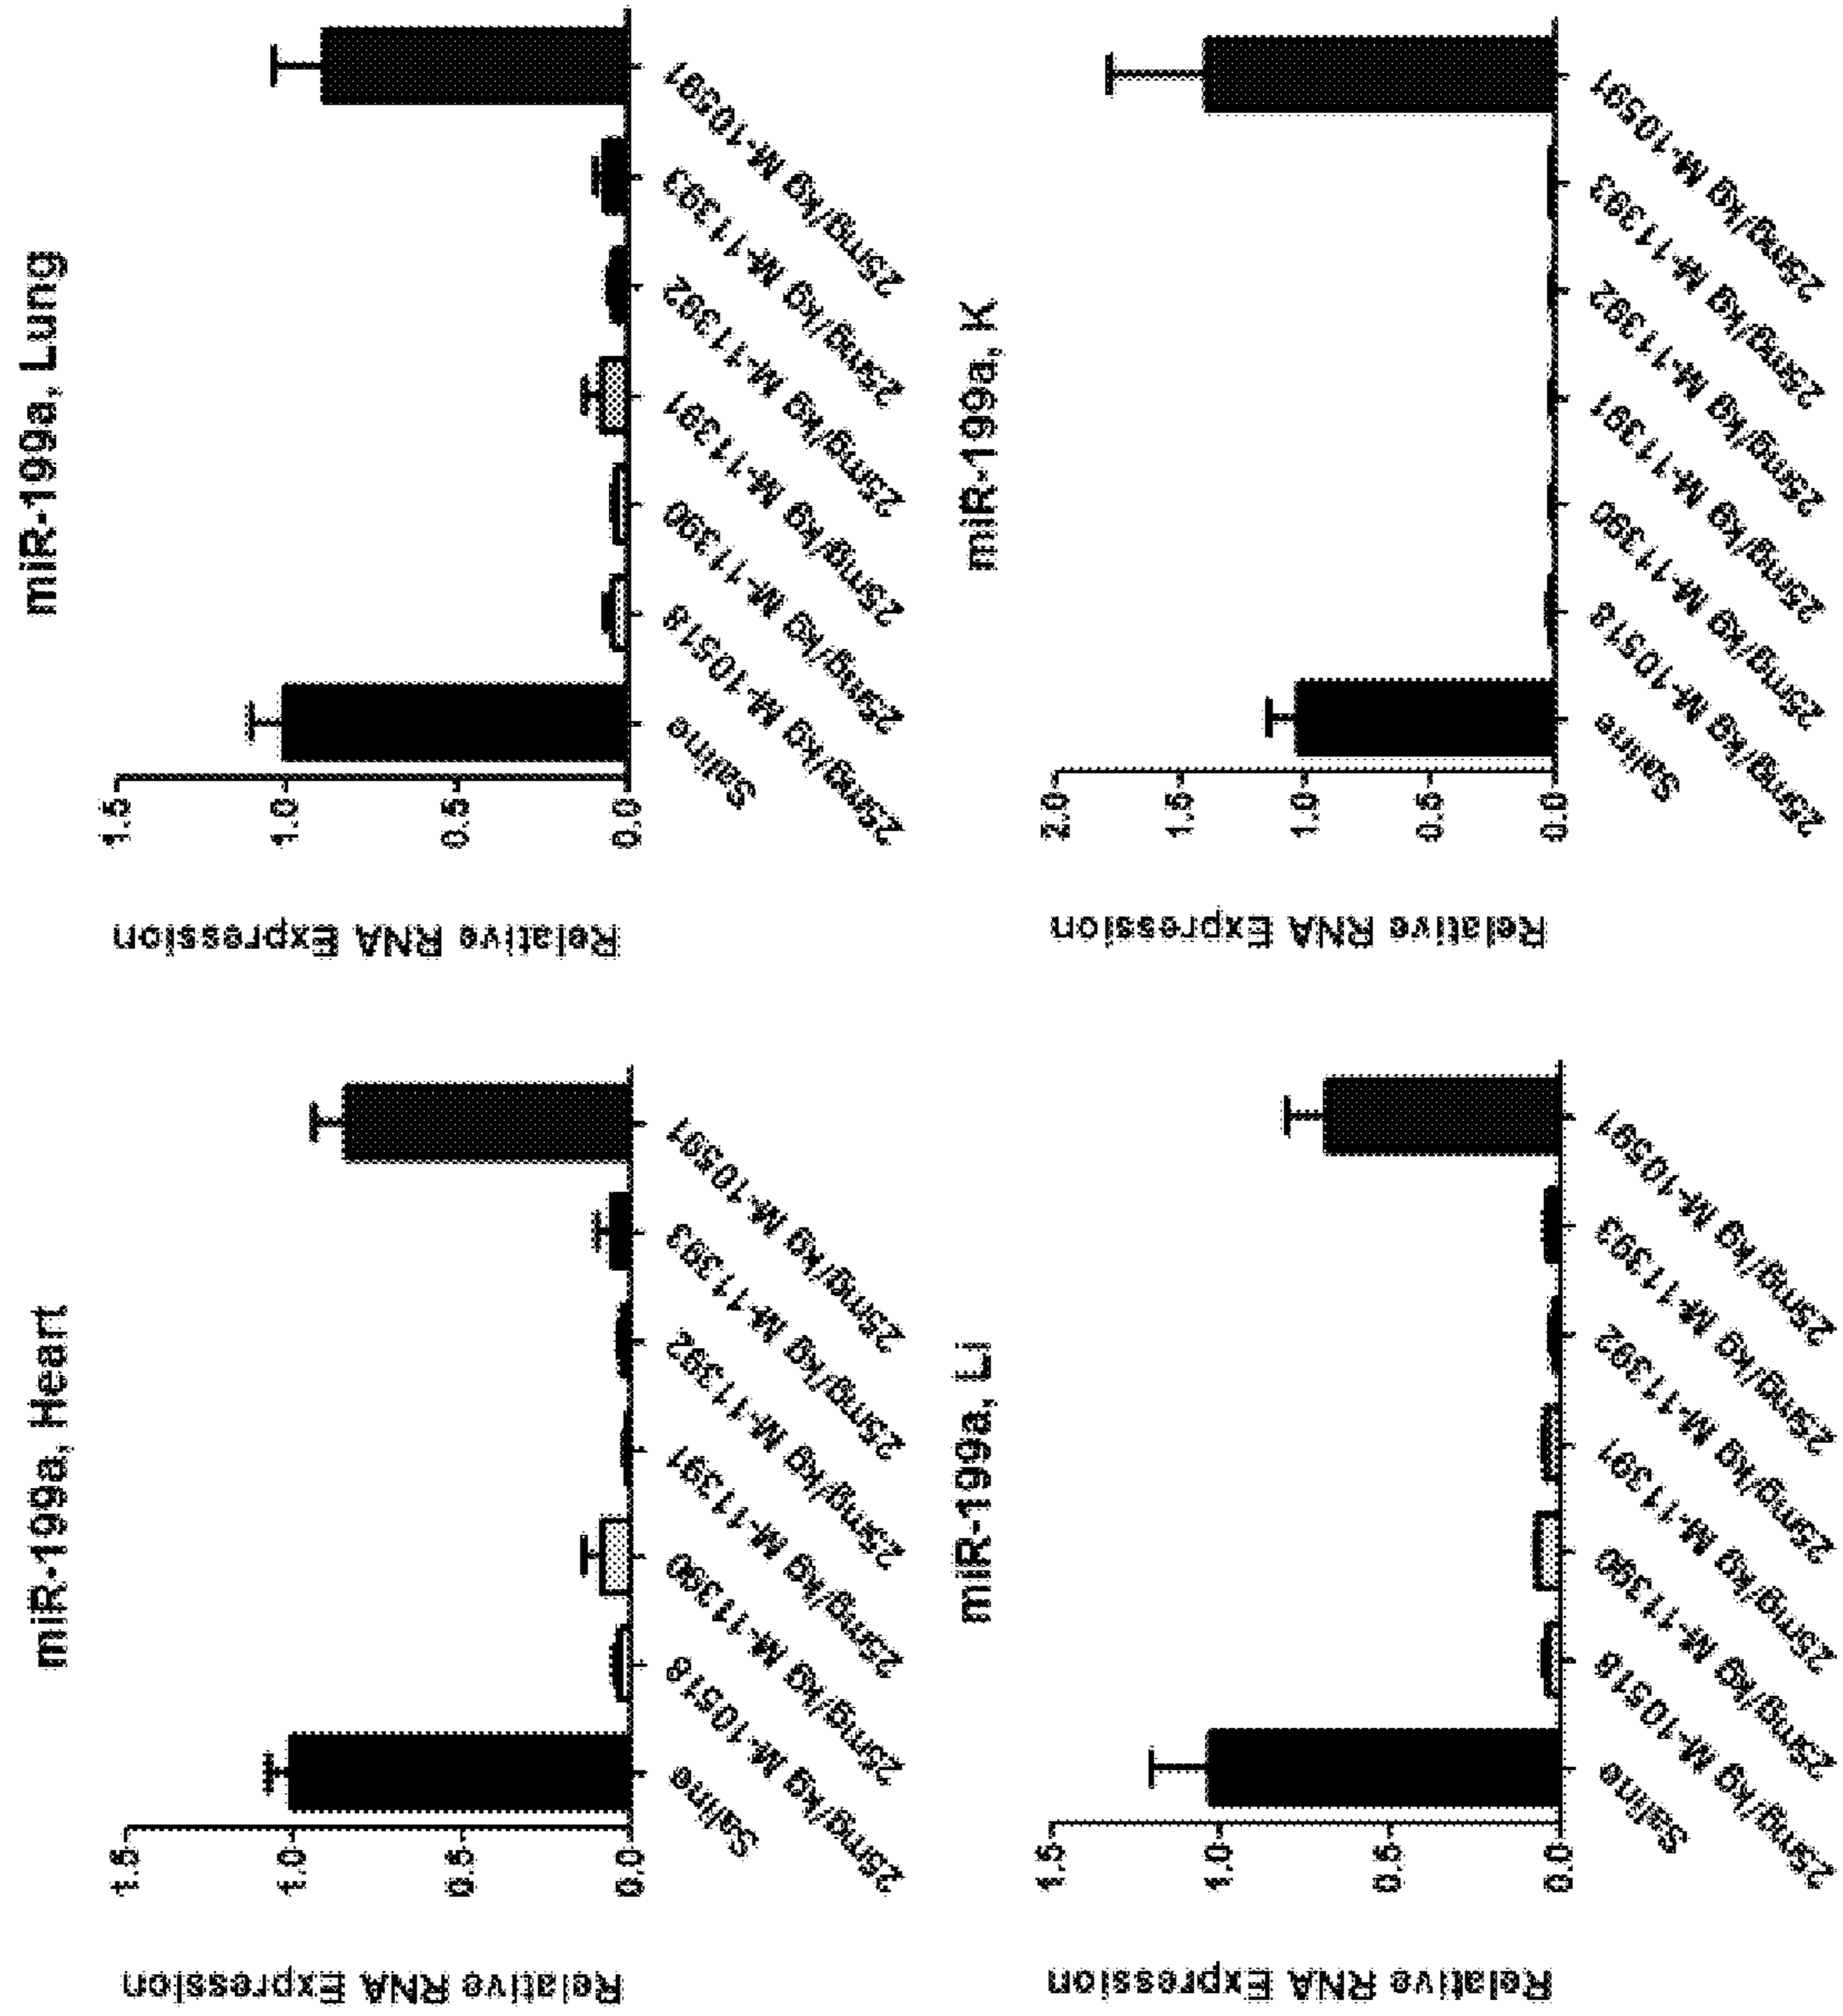 miR-199a, Heart
Relative RNA Expression
1.5
1.0
0.5
0.0
Saline
25mg/kg M-10518
25mg/kg M-11390
25mg/kg M-11391
25mg/kg M-11392
25mg/kg M-11393
25mg/kg M-10591
miR-199a, Lung
Relative RNA Expression
1.5
1.0
0.5
0.0
Saline
25mg/kg M-10518
25mg/kg M-11390
25mg/kg M-11391
25mg/kg M-11392
25mg/kg M-11393
25mg/kg M-10591
miR-199a, Li
Relative RNA Expression
1.5
1.0
0.5
0.0
Saline
25mg/kg M-10518
25mg/kg M-11390
25mg/kg M-11391
25mg/kg M-11392
25mg/kg M-11393
25mg/kg M-10591
miR-199a, K
Relative RNA Expression
2.0
1.5
1.0
0.5
0.0
Saline
25mg/kg M-10518
25mg/kg M-11390
25mg/kg M-11391
25mg/kg M-11392
25mg/kg M-11393
25mg/kg M-10591